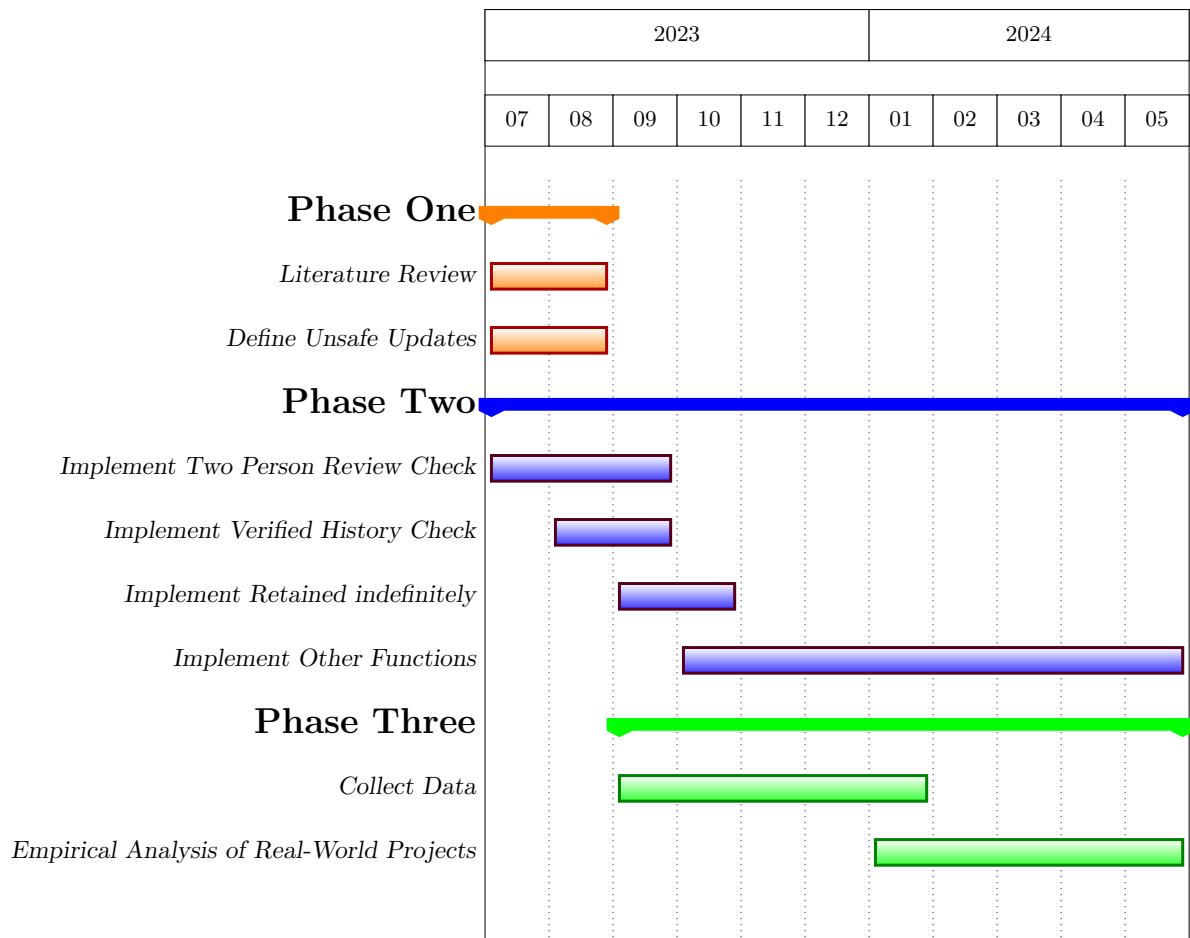 2023 2024
07 08 09 10 11 12 01 02 03 04 05
Phase One
Literature Review
Define Unsafe Updates
Phase Two
Implement Two Person Review Check
Implement Verified History Check
Implement Retained indefinitely
Implement Other Functions
Phase Three
Collect Data
Empirical Analysis of Real-World Projects